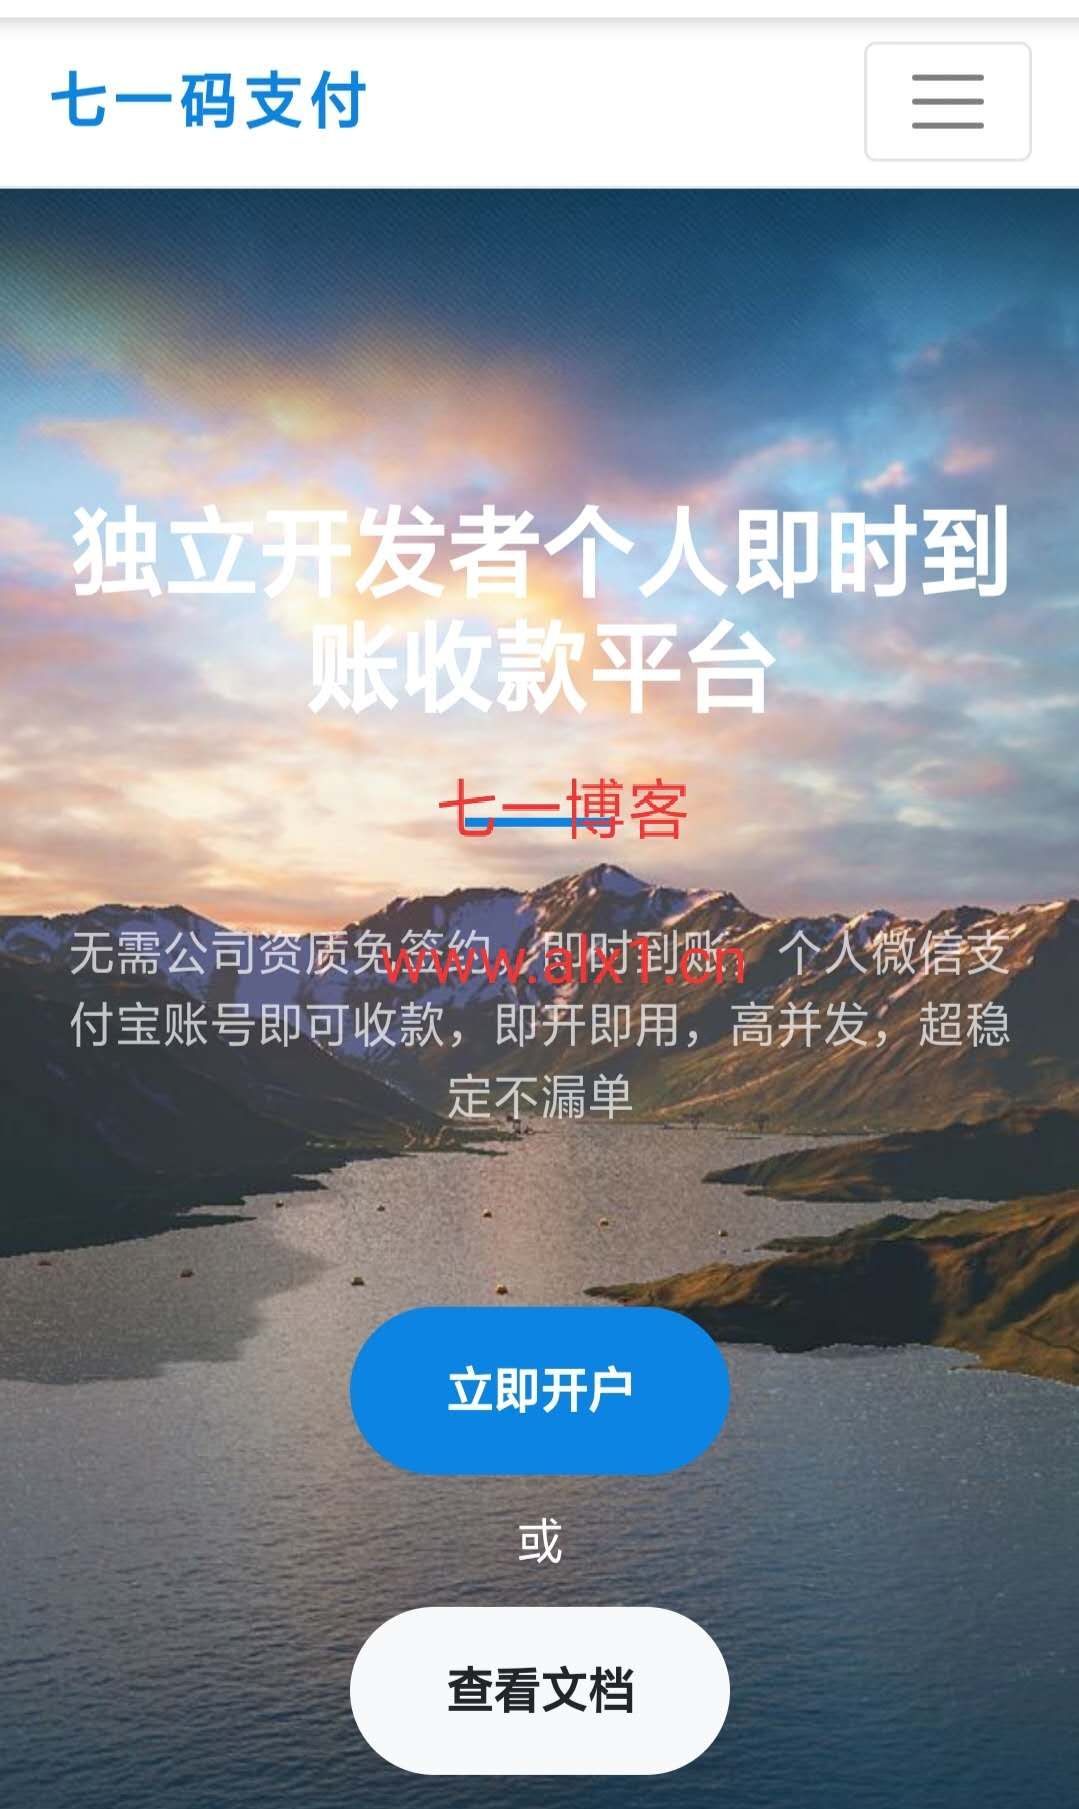 七一码支付
独立开发者个人即时到
账收款平台
七一博客
无需公司资质免签约，即时到账，个人微信支
www.alx1.cn
付宝账号即可收款，即开即用，高并发，超稳
定不漏单
立即开户
或
查看文档